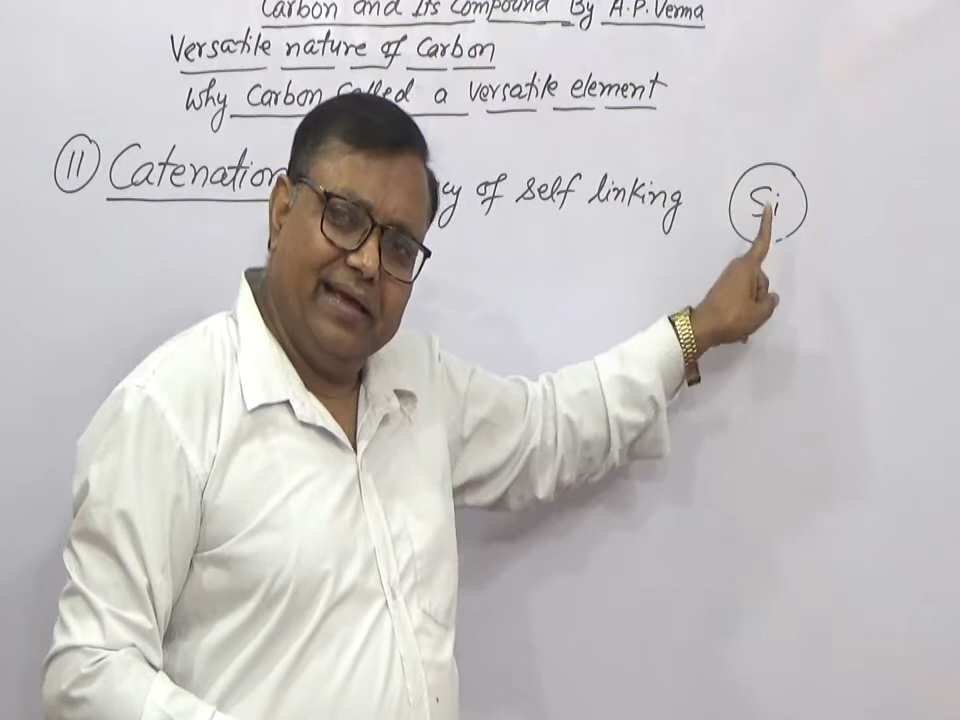 Carbon and Its Compound By A.P. Verma
Versatile nature of Carbon
Why Carbon Called a versatile element
11 Catenation of self linking
Si